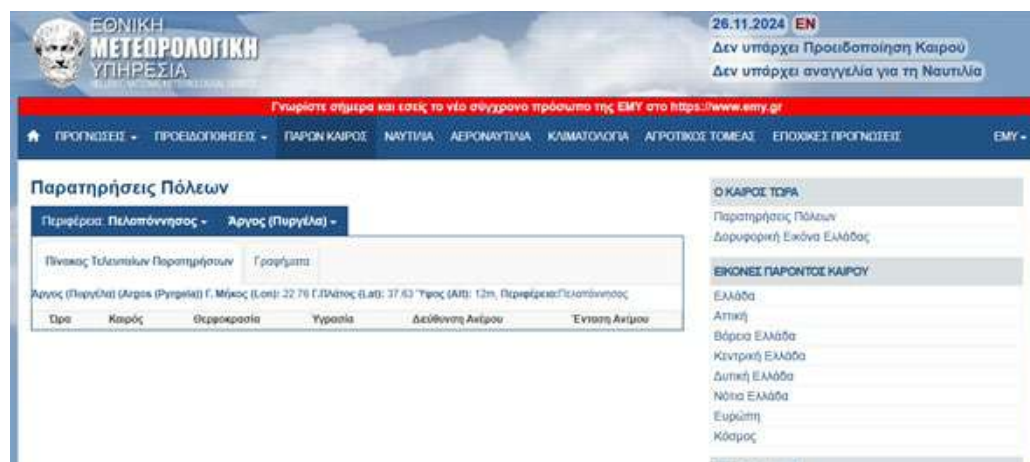 ΕΘΝΙΚΗ
ΜΕΤΕΩΡΟΛΟΓΙΚΗ
ΥΠΗΡΕΣΙΑ
26.11.2024 EN
Δεν υπάρχει Προειδοποίηση Καιρού
Δεν υπάρχει αναγγελία για τη Ναυτιλία
Γνωρίστε σήμερα και εσείς το νέο σύγχρονο πρόσωπο της ΕΜΥ στο https://www.emy.gr
ΠΡΟΓΝΩΣΕΙΣ ΠΡΟΕΙΔΟΠΟΙΗΣΕΙΣ ΠΑΡΩΝ ΚΑΙΡΟΣ ΝΑΥΤΙΛΙΑ ΑΕΡΟΝΑΥΤΙΛΙΑ ΚΛΙΜΑΤΟΛΟΓΙΑ ΑΓΡΟΤΙΚΟΣ ΤΟΜΕΑΣ ΕΠΟΧΙΚΕΣ ΠΡΟΓΝΩΣΕΙΣ ΕΜΥ
Παρατηρήσεις Πόλεων
Περιφέρεια: Πελοπόννησος Άργος (Πυργέλα)
Πίνακας Τελευταίων Παρατηρήσεων Γραφήματα
Άργος (Πυργέλα) (Argos (Pyrgela)) Γ. Μήκος (Lon): 22.76 Γ.Πλάτος (Lat): 37.63 Ύψος (Alt): 12m, Περιφέρεια:Πελοπόννησος
Ώρα Καιρός Θερμοκρασία Υγρασία Διεύθυνση Ανέμου Ένταση Ανέμου
Ο ΚΑΙΡΟΣ ΤΩΡΑ
Παρατηρήσεις Πόλεων
Δορυφορική Εικόνα Ελλάδας
ΕΙΚΟΝΕΣ ΠΑΡΟΝΤΟΣ ΚΑΙΡΟΥ
Ελλάδα
Αττική
Βόρεια Ελλάδα
Κεντρική Ελλάδα
Δυτική Ελλάδα
Νότια Ελλάδα
Ευρώπη
Κόσμος